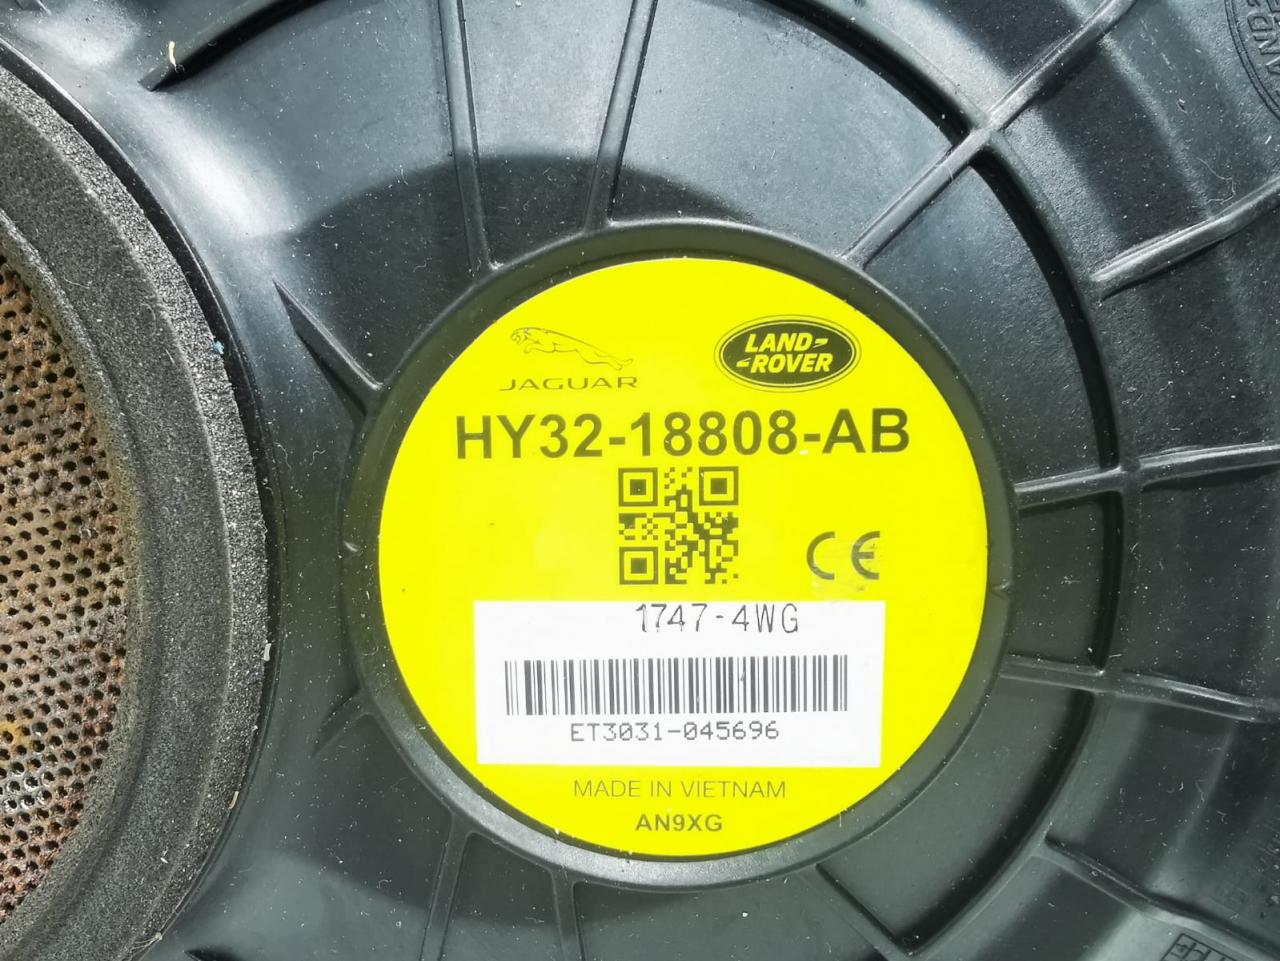 JAGUAR
LAND-
-ROVER
HY32-18808-AB
CE
1747-4WG
ET3031-045696
MADE IN VIETNAM
AN9XG